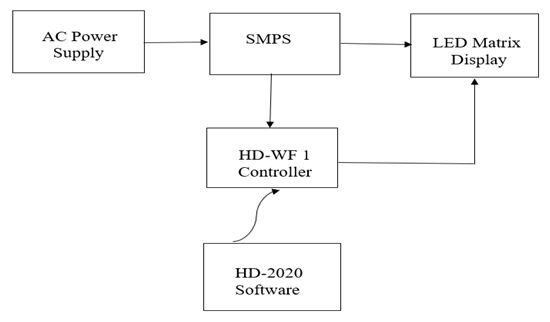 AC Power
Supply
SMPS
LED Matrix
Display
HD-WF 1
Controller
HD-2020
Software